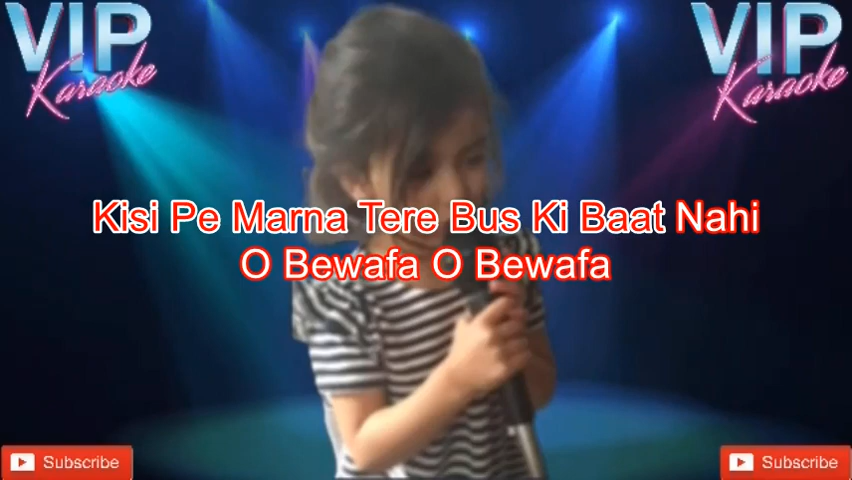 VIP VIP
Karaoke Karaoke
Kisi Pe Marna Tere Bus Ki Baat Nahi
O Bewafa O Bewafa
Subscribe Subscribe